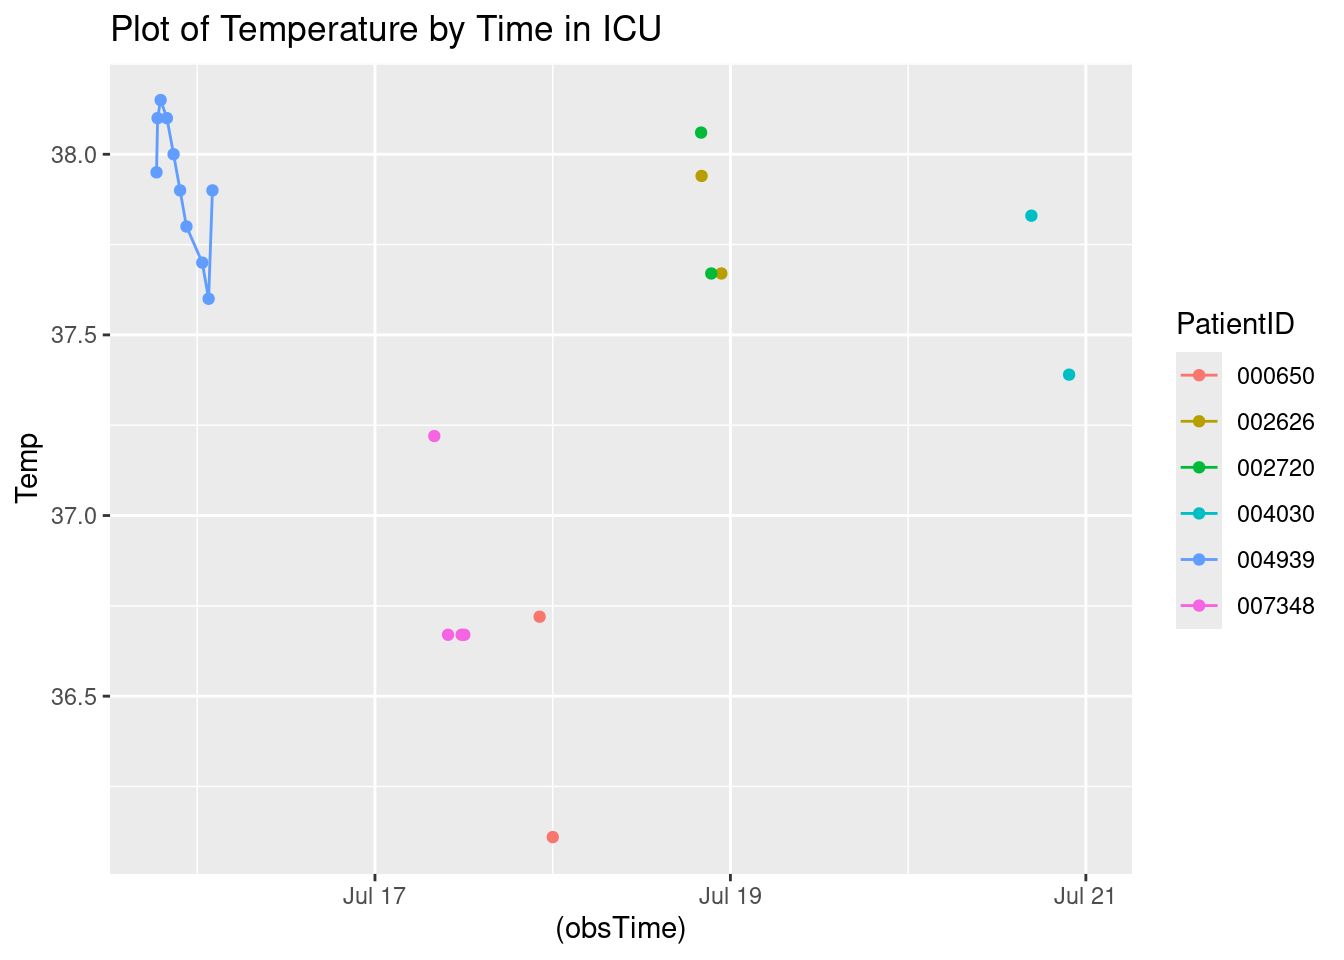 Plot of Temperature by Time in ICU
38.0
37.5
37.0
36.5
Temp
Jul 17
Jul 19
Jul 21
(obsTime)
PatientID
000650
002626
002720
004030
004939
007348